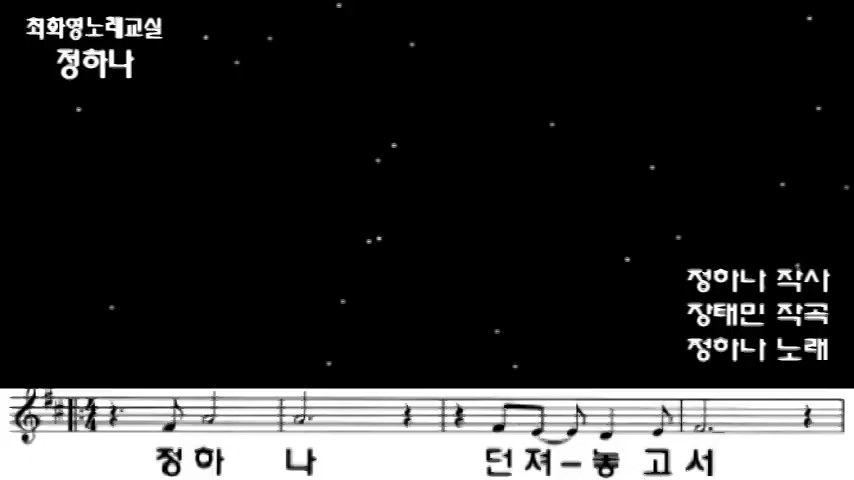 최화영노래교실
정하나
정하나 작사
장태민 작곡
정하나 노래
정하 나 던져-놓 고 서